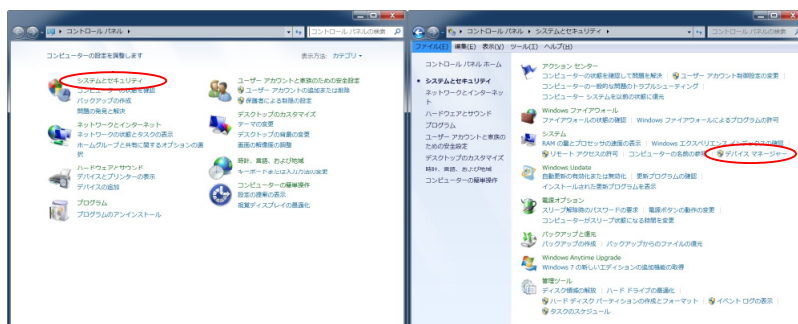 コントロール パネル
コントロール パネルの検索
コンピューターの設定を調整します
表示方法: カテゴリ
システムとセキュリティ
コンピューターの状態を確認
バックアップの作成
問題の発見と解決
ネットワークとインターネット
ネットワークの状態とタスクの表示
ホームグループと共有に関するオプションの選択
ハードウェアとサウンド
デバイスとプリンターの表示
デバイスの追加
プログラム
プログラムのアンインストール
ユーザー アカウントと家族のための安全設定
ユーザー アカウントの追加または削除
保護者による制限の設定
デスクトップのカスタマイズ
テーマの変更
デスクトップの背景の変更
画面の解像度の調整
時計、言語、および地域
キーボードまたは入力方法の変更
コンピューターの簡単操作
設定の提案の表示
視覚ディスプレイの最適化
コントロール パネル システムとセキュリティ
コントロール パネルの検索
ファイル(F) 編集(E) 表示(V) ツール(T) ヘルプ(H)
コントロール パネル ホーム
システムとセキュリティ
ネットワークとインターネット
ハードウェアとサウンド
プログラム
ユーザー アカウントと家族のための安全設定
デスクトップのカスタマイズ
時計、言語、および地域
コンピューターの簡単操作
アクション センター
コンピューターの状態を確認して問題を解決 ユーザー アカウント制御設定の変更
コンピューターの一般的な問題のトラブルシューティング
コンピューター システムを以前の状態に復元
Windows ファイアウォール
ファイアウォールの状態の確認 Windows ファイアウォールによるプログラムの許可
システム
RAM の量とプロセッサの速度の表示 Windows エクスペリエンス インデックスの確認
リモート アクセスの許可 コンピューターの名前の参照 デバイス マネージャー
Windows Update
自動更新の有効化または無効化 更新プログラムの確認
インストールされた更新プログラムを表示
電源オプション
スリープ解除時のパスワードの要求 電源ボタンの動作の変更
コンピューターがスリープ状態になる時間を変更
バックアップと復元
バックアップの作成 バックアップからのファイルの復元
Windows Anytime Upgrade
Windows 7 の新しいエディションの追加機能の取得
管理ツール
ディスク領域の解放 ハード ドライブの最適化
ハード ディスク パーティションの作成とフォーマット イベント ログの表示
タスクのスケジュール